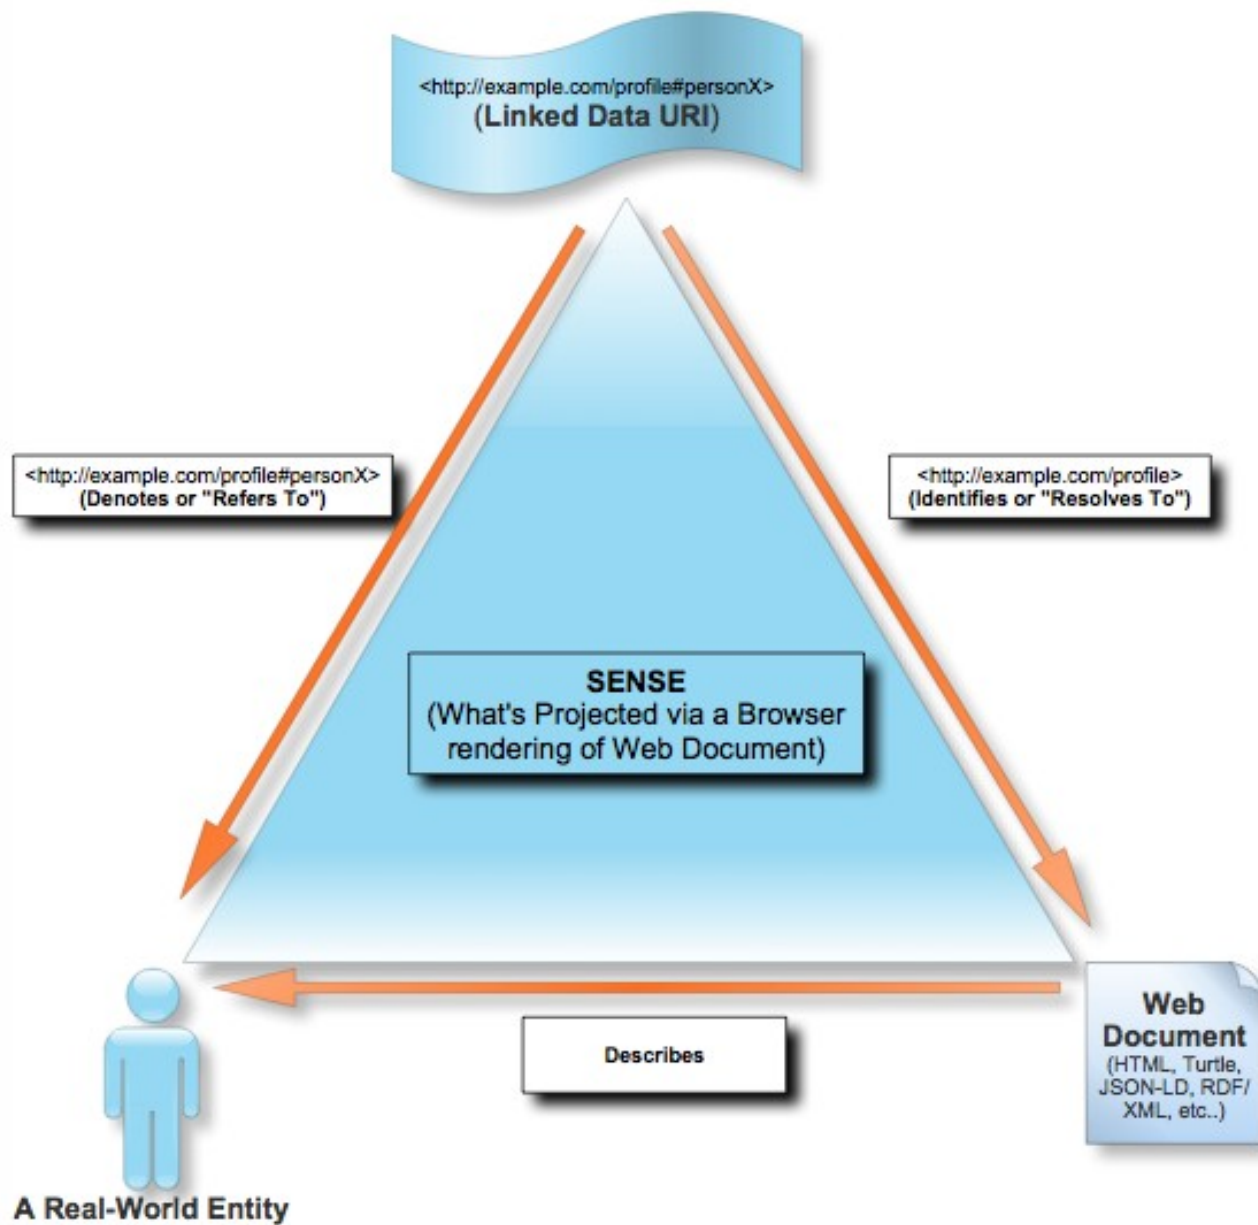 <http://example.com/profile#personX>
(Linked Data URI)
<http://example.com/profile#personX>
(Denotes or "Refers To")
<http://example.com/profile>
(Identifies or "Resolves To")
SENSE
(What's Projected via a Browser
rendering of Web Document)
Describes
Web
Document
(HTML, Turtle,
JSON-LD, RDF/
XML, etc..)
A Real-World Entity